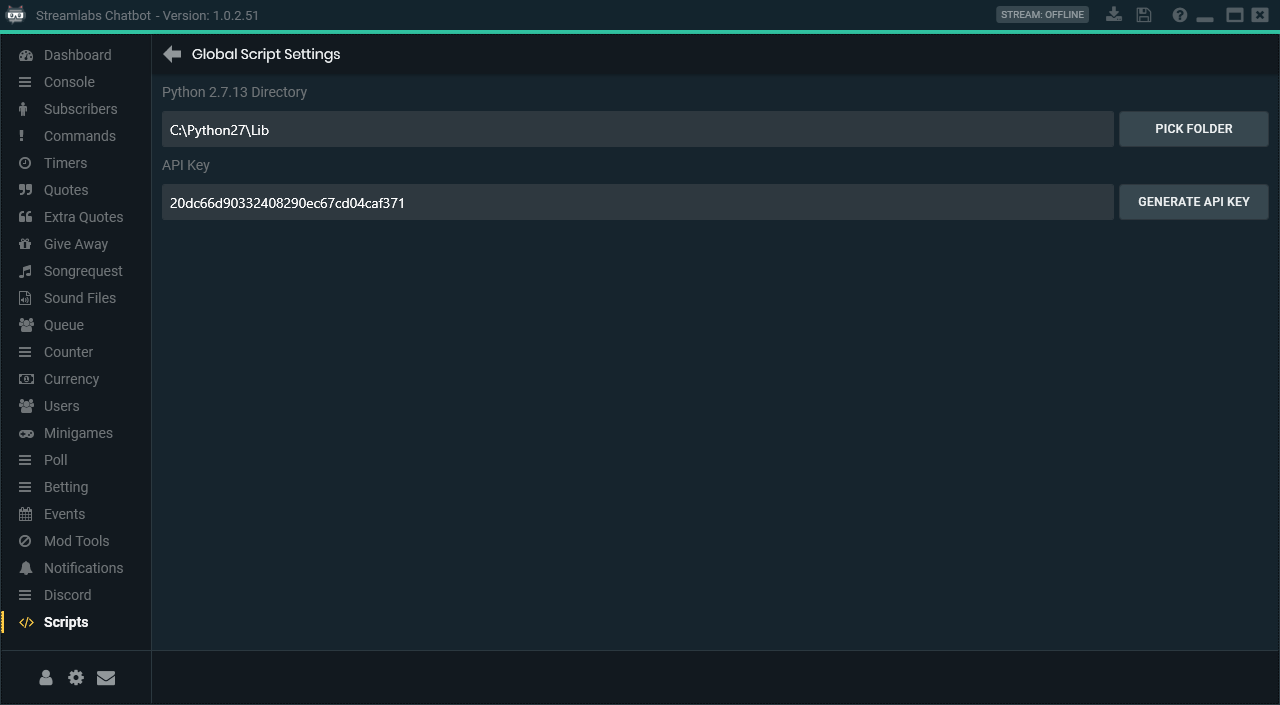 Streamlabs Chatbot - Version: 1.0.2.51
STREAM: OFFLINE
Dashboard
Console
Subscribers
Commands
Timers
Quotes
Extra Quotes
Give Away
Songrequest
Sound Files
Queue
Counter
Currency
Users
Minigames
Poll
Betting
Events
Mod Tools
Notifications
Discord
Scripts
Global Script Settings
Python 2.7.13 Directory
C:\Python27\Lib
PICK FOLDER
API Key
20dc66d90332408290ec67cd04caf371
GENERATE API KEY